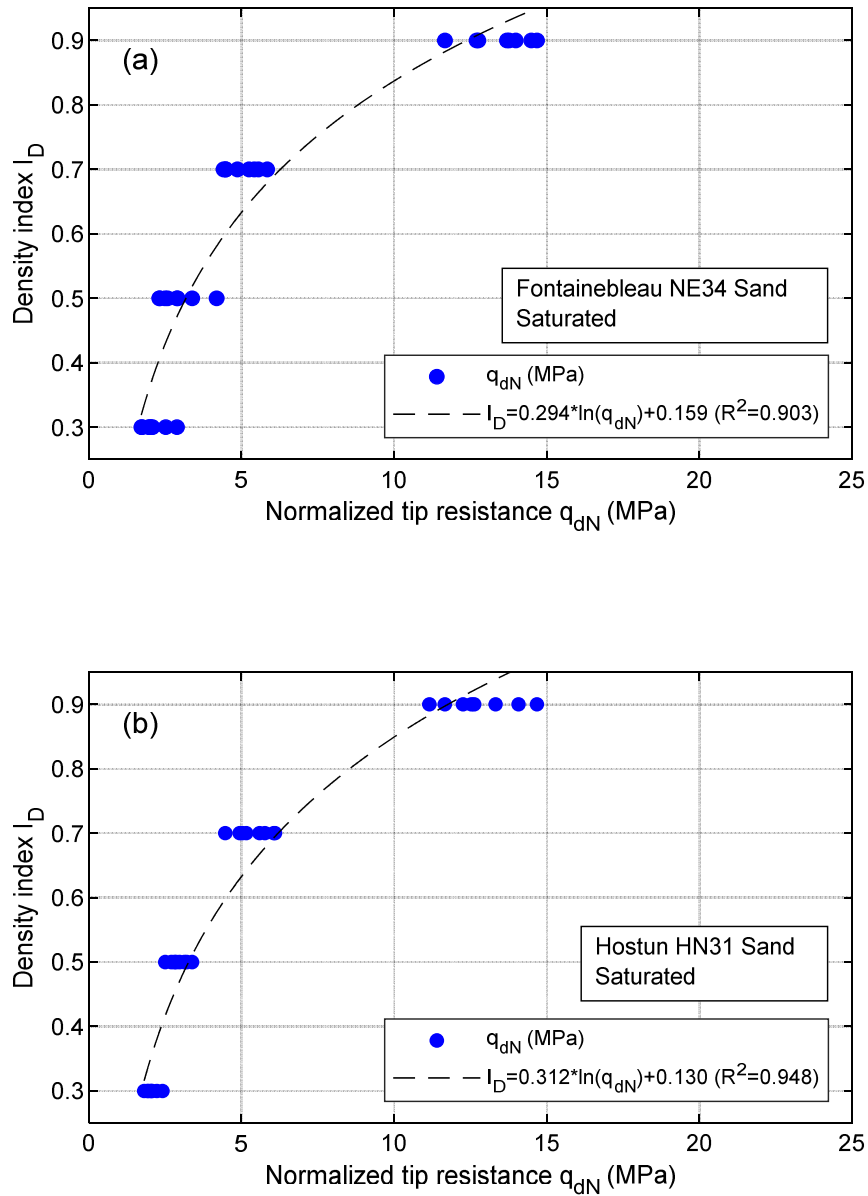 (a)
0.9
0.8
0.7
0.6
0.5
0.4
0.3
Density index I_D
Fontainebleau NE34 Sand
Saturated
q_dN (MPa)
I_D=0.294*ln(q_dN)+0.159 (R²=0.903)
0 5 10 15 20 25
Normalized tip resistance q_dN (MPa)
(b)
0.9
0.8
0.7
0.6
0.5
0.4
0.3
Density index I_D
Hostun HN31 Sand
Saturated
q_dN (MPa)
I_D=0.312*ln(q_dN)+0.130 (R²=0.948)
0 5 10 15 20 25
Normalized tip resistance q_dN (MPa)